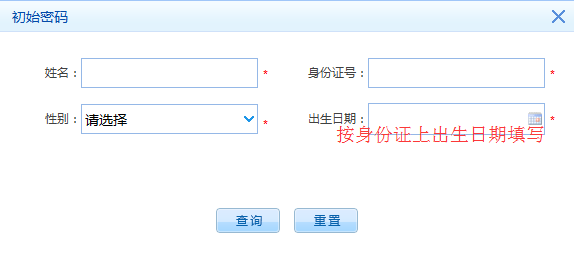 初始密码
姓名： * 身份证号： *
性别： 请选择 * 出生日期： *
按身份证上出生日期填写
查询 重置